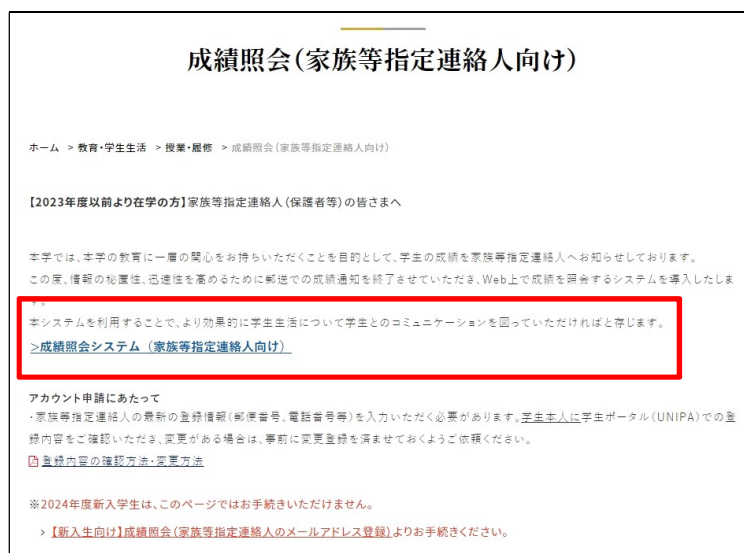 成績照会(家族等指定連絡人向け)
ホーム > 教育・学生生活 > 授業・履修 > 成績照会(家族等指定連絡人向け)
【2023年度以前より在学の方】家族等指定連絡人(保護者等)の皆さまへ
本学では、本学の教育に一層の関心をお持ちいただくことを目的として、学生の成績を家族等指定連絡人へお知らせしております。
この度、情報の秘匿性、迅速性を高めるために郵送での成績通知を終了させていただき、Web上で成績を照会するシステムを導入したしま
す。
本システムを利用することで、より効果的に学生生活について学生とのコミュニケーションを図っていただければと存じます。
>成績照会システム(家族等指定連絡人向け)
アカウント申請にあたって
・家族等指定連絡人の最新の登録情報(郵便番号、電話番号等)を入力いただく必要があります。学生本人に学生ポータル(UNIPA)での登
録内容をご確認いただき、変更がある場合は、事前に変更登録を済ませておくようご依頼ください。
登録内容の確認方法・変更方法
※2024年度新入学生は、このページではお手続きいただけません。
> 【新入生向け】成績照会(家族等指定連絡人のメールアドレス登録)よりお手続きください。